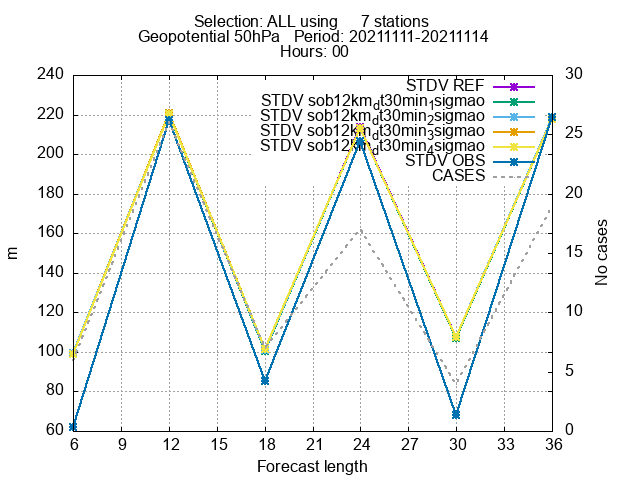 Selection: ALL using 7 stations
Geopotential 50hPa Period: 20211111-20211114
Hours: 00
STDV REF
STDV sob12km_dt30min_1sigmao
STDV sob12km_dt30min_2sigmao
STDV sob12km_dt30min_3sigmao
STDV sob12km_dt30min_4sigmao
STDV OBS
CASES
240
220
200
180
160
140
120
100
80
60
m
30
25
20
15
10
5
0
No cases
6 9 12 15 18 21 24 27 30 33 36
Forecast length